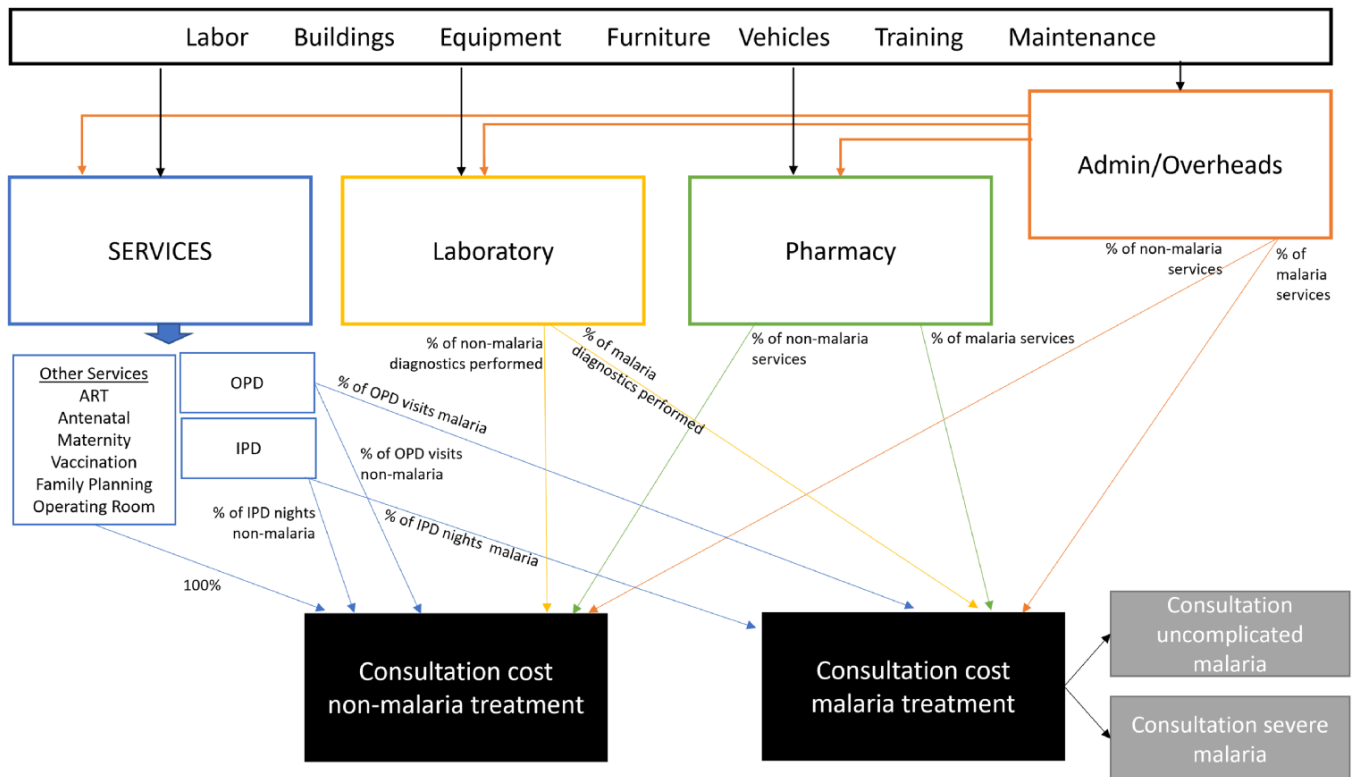 Labor Buildings Equipment Furniture Vehicles Training Maintenance
Admin/Overheads
SERVICES
Laboratory
Pharmacy
% of non-malaria
services
% of
malaria
services
% of non-malaria
diagnostics performed
% of malaria
diagnostics performed
% of non-malaria
services
% of malaria services
Other Services
ART
Antenatal
Maternity
Vaccination
Family Planning
Operating Room
OPD
IPD
% of OPD visits malaria
% of OPD visits
non-malaria
% of IPD nights
non-malaria
% of IPD nights malaria
100%
Consultation cost
non-malaria treatment
Consultation cost
malaria treatment
Consultation
uncomplicated
malaria
Consultation severe
malaria